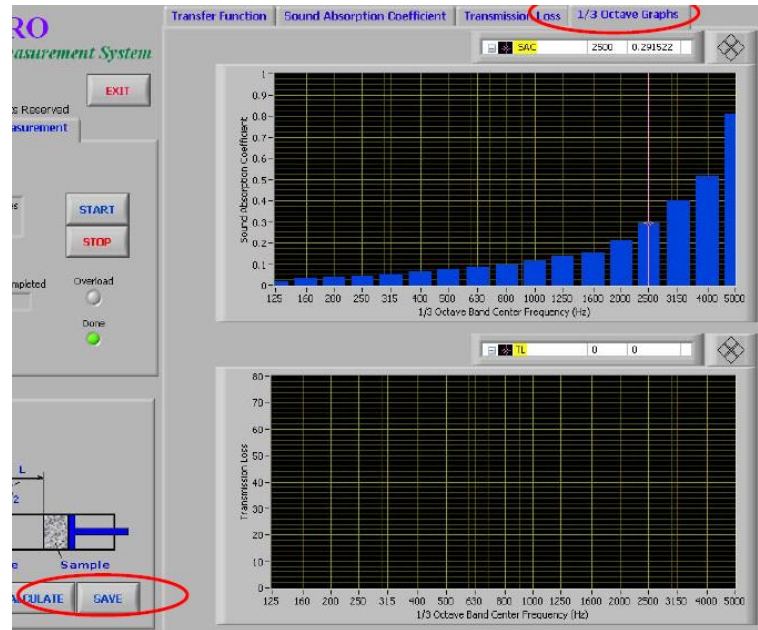 RO
easurement System
EXIT
s Reserved
asurement
START
STOP
mpleted
Overload
Done
L
2
e
Sample
ALCULATE
SAVE
Transfer Function
Sound Absorption Coefficient
Transmission Loss
1/3 Octave Graphs
SAC 2500 0.291522
Sound Absorption Coefficient
1
0.9
0.8
0.7
0.6
0.5
0.4
0.3
0.2
0.1
0
125 160 200 250 315 400 500 630 800 1000 1250 1600 2000 2500 3150 4000 5000
1/3 Octave Band Center Frequency (Hz)
TL 0 0
Transmission Loss
80
70
60
50
40
30
20
10
0
125 160 200 250 315 400 500 630 800 1000 1250 1600 2000 2500 3150 4000 5000
1/3 Octave Band Center Frequency (Hz)